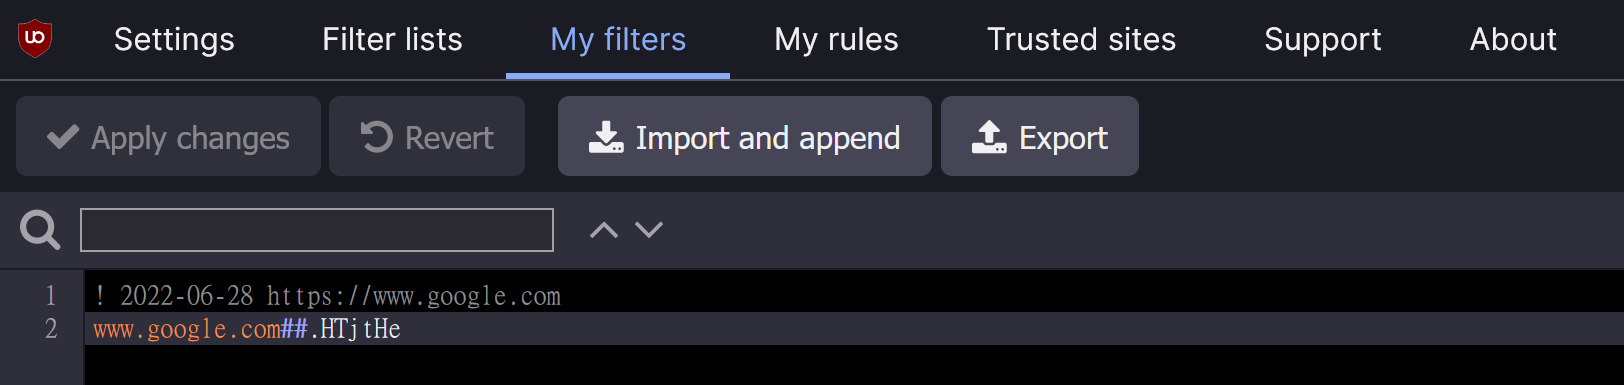 uO Settings Filter lists My filters My rules Trusted sites Support About
Apply changes Revert Import and append Export
1 ! 2022-06-28 https://www.google.com
2 www.google.com##.HTjtHe